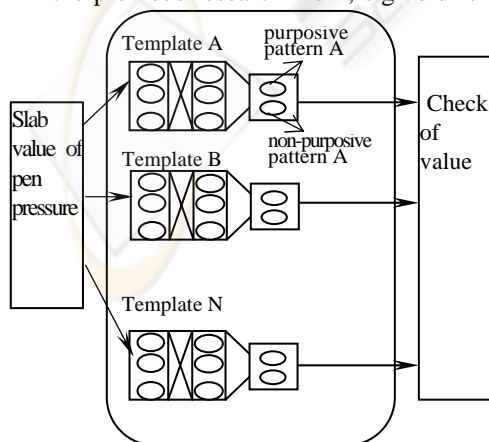 Template A
purposive
pattern A
non-purposive
pattern A
Slab
value of
pen
pressure
Template B
Template N
Check
of
value